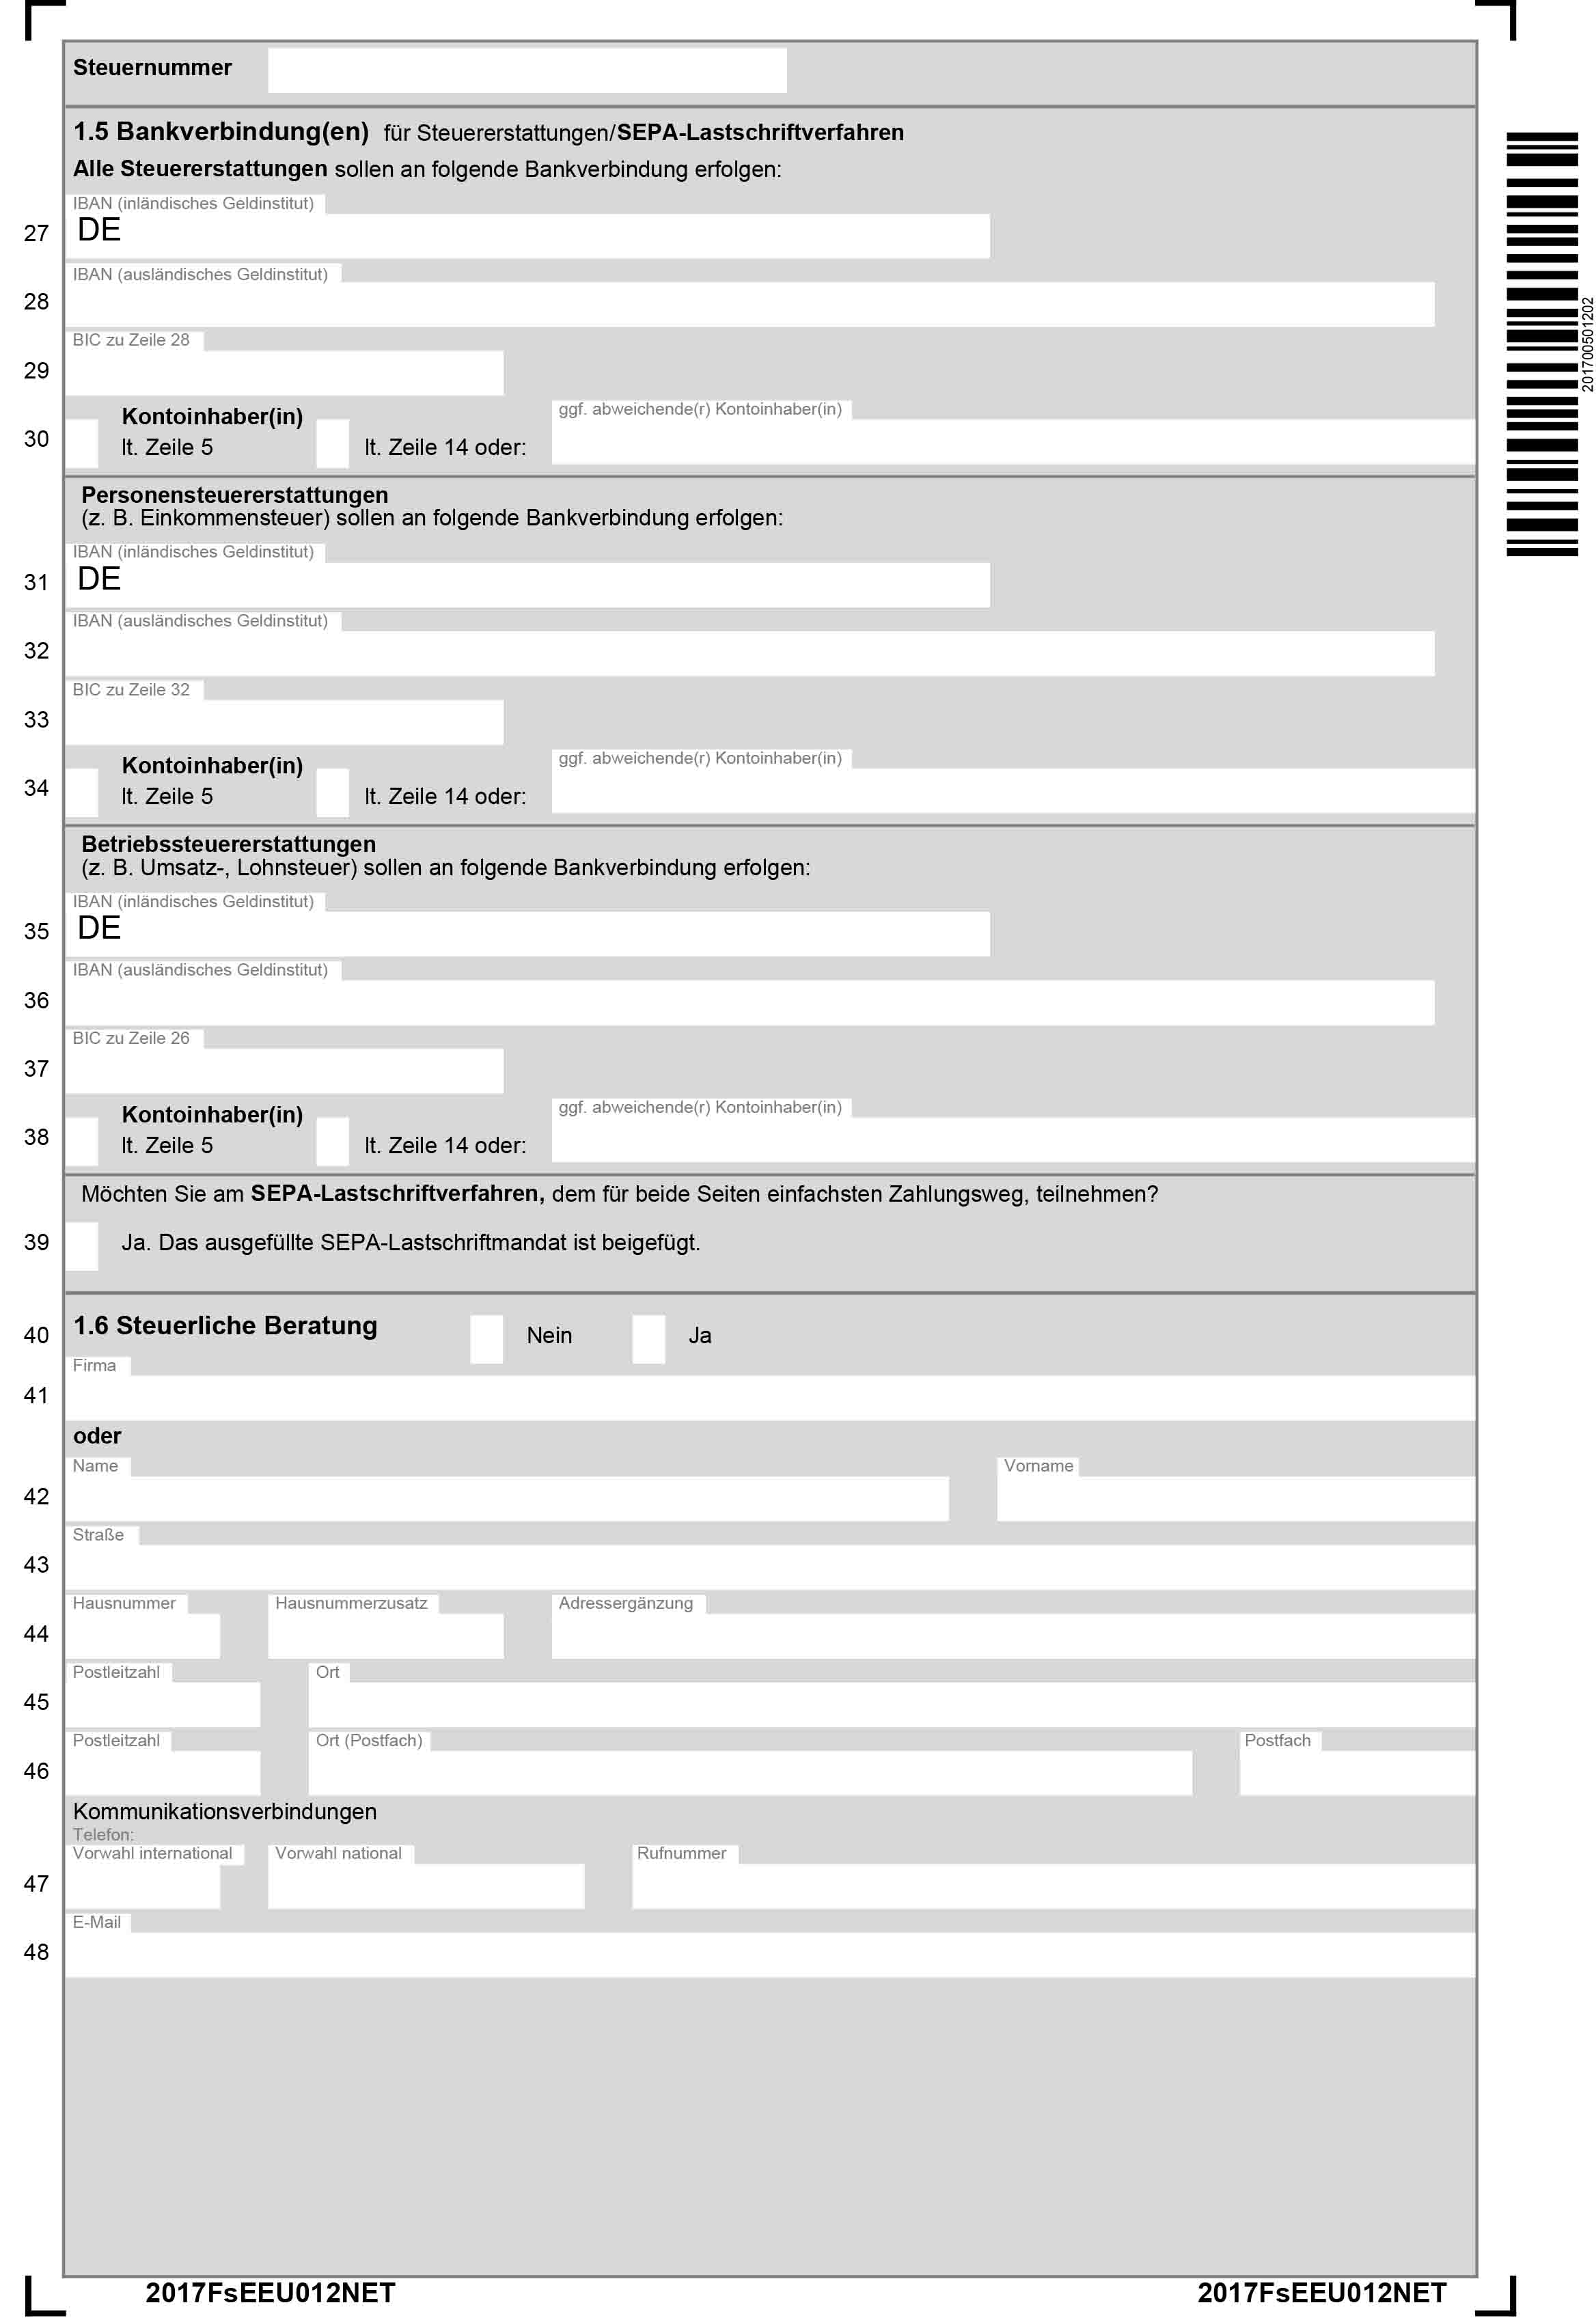 Steuernummer
1.5 Bankverbindung(en) für Steuererstattungen/SEPA-Lastschriftverfahren
Alle Steuererstattungen sollen an folgende Bankverbindung erfolgen:
IBAN (inländisches Geldinstitut)
27 DE
IBAN (ausländisches Geldinstitut)
28
BIC zu Zeile 28
29
Kontoinhaber(in) ggf. abweichende(r) Kontoinhaber(in)
30 lt. Zeile 5 lt. Zeile 14 oder:
Personensteuererstattungen
(z. B. Einkommensteuer) sollen an folgende Bankverbindung erfolgen:
IBAN (inländisches Geldinstitut)
31 DE
IBAN (ausländisches Geldinstitut)
32
BIC zu Zeile 32
33
Kontoinhaber(in) ggf. abweichende(r) Kontoinhaber(in)
34 lt. Zeile 5 lt. Zeile 14 oder:
Betriebssteuererstattungen
(z. B. Umsatz-, Lohnsteuer) sollen an folgende Bankverbindung erfolgen:
IBAN (inländisches Geldinstitut)
35 DE
IBAN (ausländisches Geldinstitut)
36
BIC zu Zeile 26
37
Kontoinhaber(in) ggf. abweichende(r) Kontoinhaber(in)
38 lt. Zeile 5 lt. Zeile 14 oder:
Möchten Sie am SEPA-Lastschriftverfahren, dem für beide Seiten einfachsten Zahlungsweg, teilnehmen?
39 Ja. Das ausgefüllte SEPA-Lastschriftmandat ist beigefügt.
40 1.6 Steuerliche Beratung Nein Ja
Firma
41
oder
Name Vorname
42
Straße
43
Hausnummer Hausnummerzusatz Adressergänzung
44
Postleitzahl Ort
45
Postleitzahl Ort (Postfach) Postfach
46
Kommunikationsverbindungen
Telefon:
Vorwahl international Vorwahl national Rufnummer
47
E-Mail
48
2017FsEEU012NET 2017FsEEU012NET
201700501202